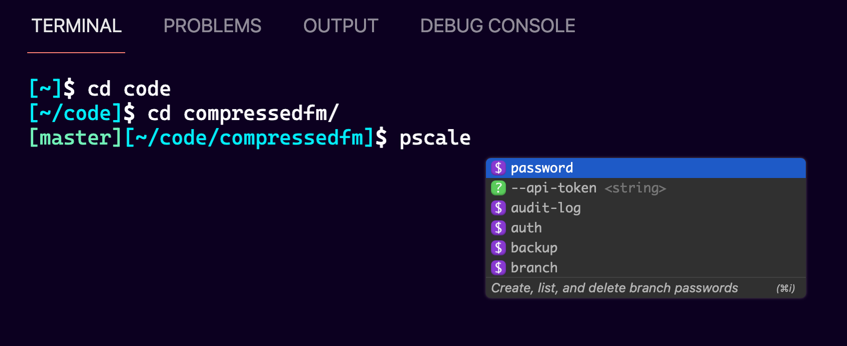 TERMINAL PROBLEMS OUTPUT DEBUG CONSOLE
[~]$ cd code
[~/code]$ cd compressedfm/
[master][~/code/compressedfm]$ pscale
$ password
? --api-token <string>
$ audit-log
$ auth
$ backup
$ branch
Create, list, and delete branch passwords (⌘i)